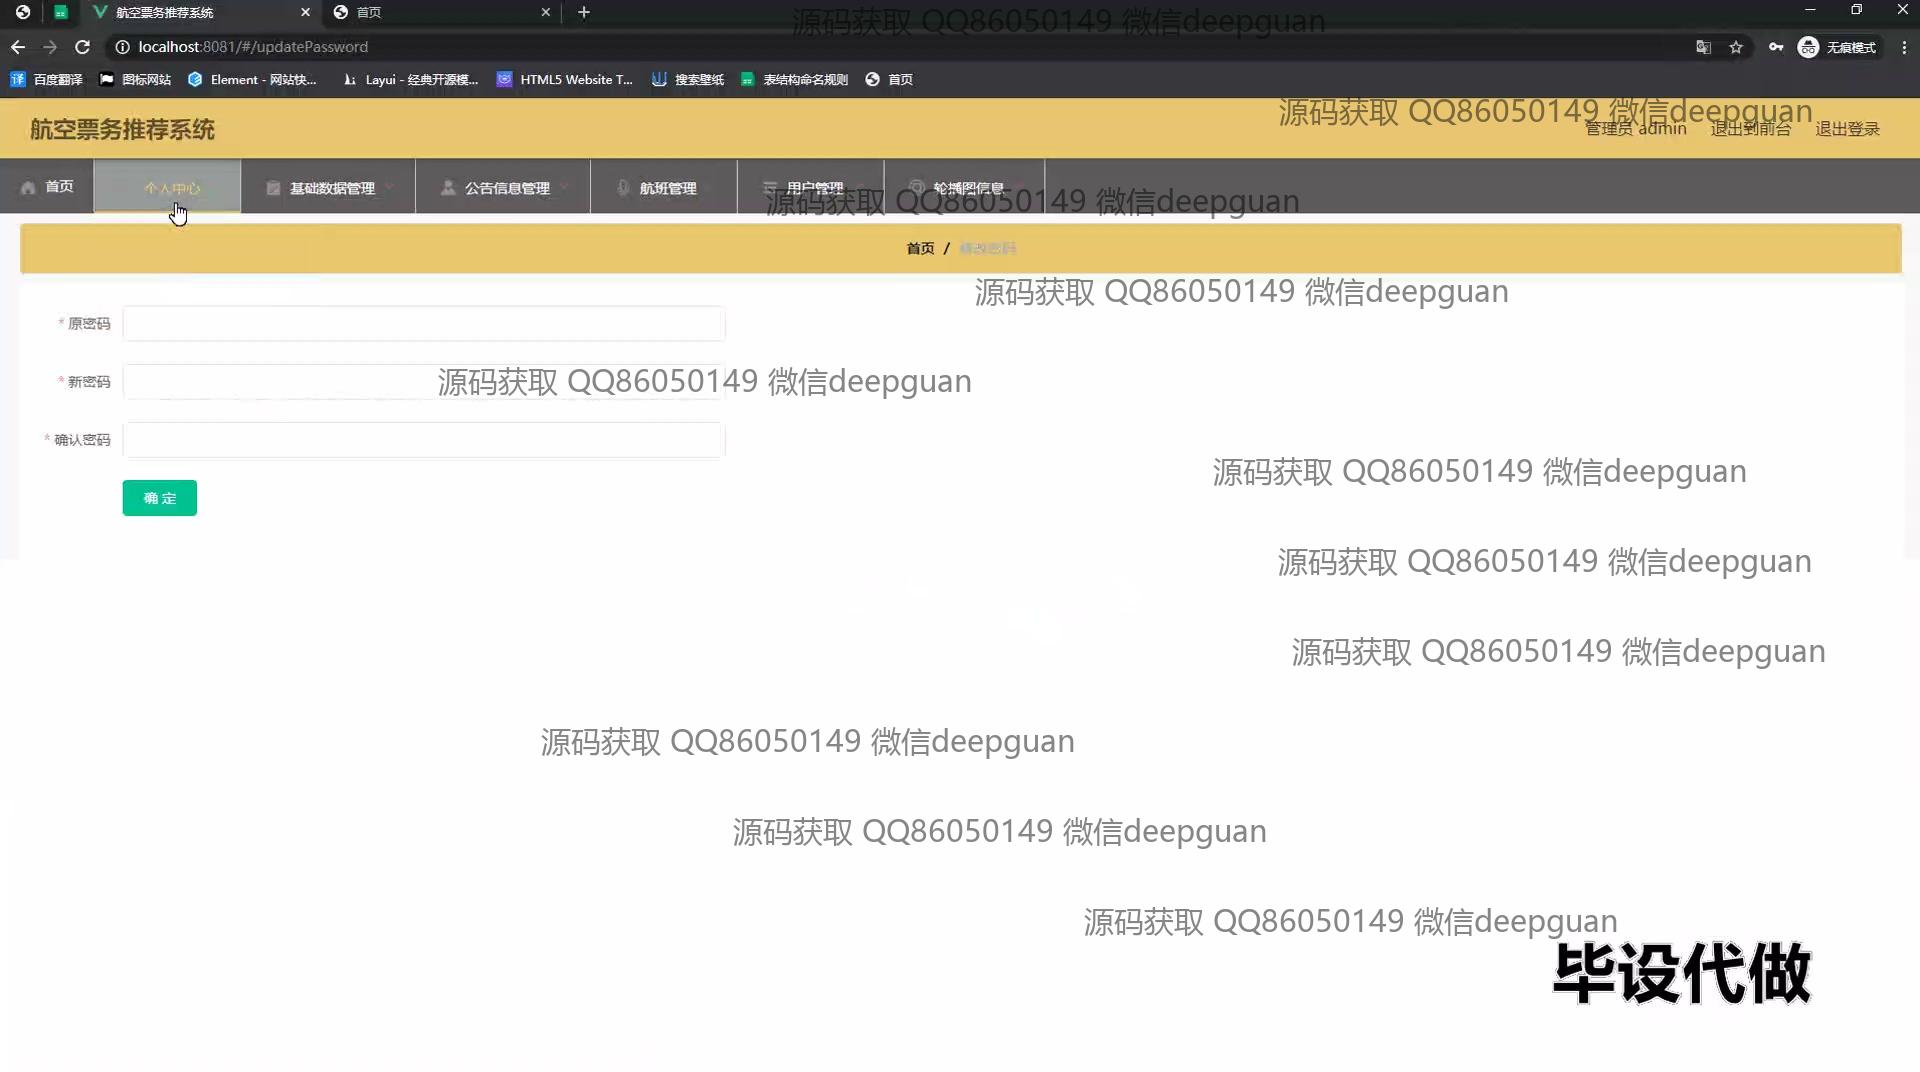 航空票务推荐系统
首页
源码获取 QQ86050149 微信deepguan
localhost:8081/#/updatePassword
无痕模式
百度翻译
图标网站
Element - 网站快...
Layui - 经典开源模...
HTML5 Website T...
搜索壁纸
表结构命名规则
首页
航空票务推荐系统
源码获取 QQ86050149 微信deepguan
管理员 admin
退出到前台
退出登录
首页
个人中心
基础数据管理
公告信息管理
航班管理
用户管理
轮播图信息
源码获取 QQ86050149 微信deepguan
首页 / 修改密码
源码获取 QQ86050149 微信deepguan
* 原密码
* 新密码
源码获取 QQ86050149 微信deepguan
* 确认密码
源码获取 QQ86050149 微信deepguan
确 定
源码获取 QQ86050149 微信deepguan
源码获取 QQ86050149 微信deepguan
源码获取 QQ86050149 微信deepguan
源码获取 QQ86050149 微信deepguan
源码获取 QQ86050149 微信deepguan
毕设代做